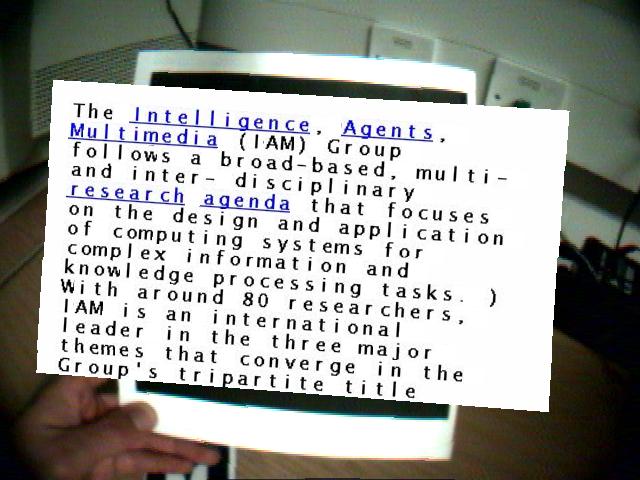 The Intelligence, Agents,
Multimedia (IAM) Group
follows a broad-based, multi-
and inter- disciplinary
research agenda that focuses
on the design and application
of computing systems for
complex information and
knowledge processing tasks. )
With around 80 researchers,
IAM is an international
leader in the three major
themes that converge in the
Group's tripartite title